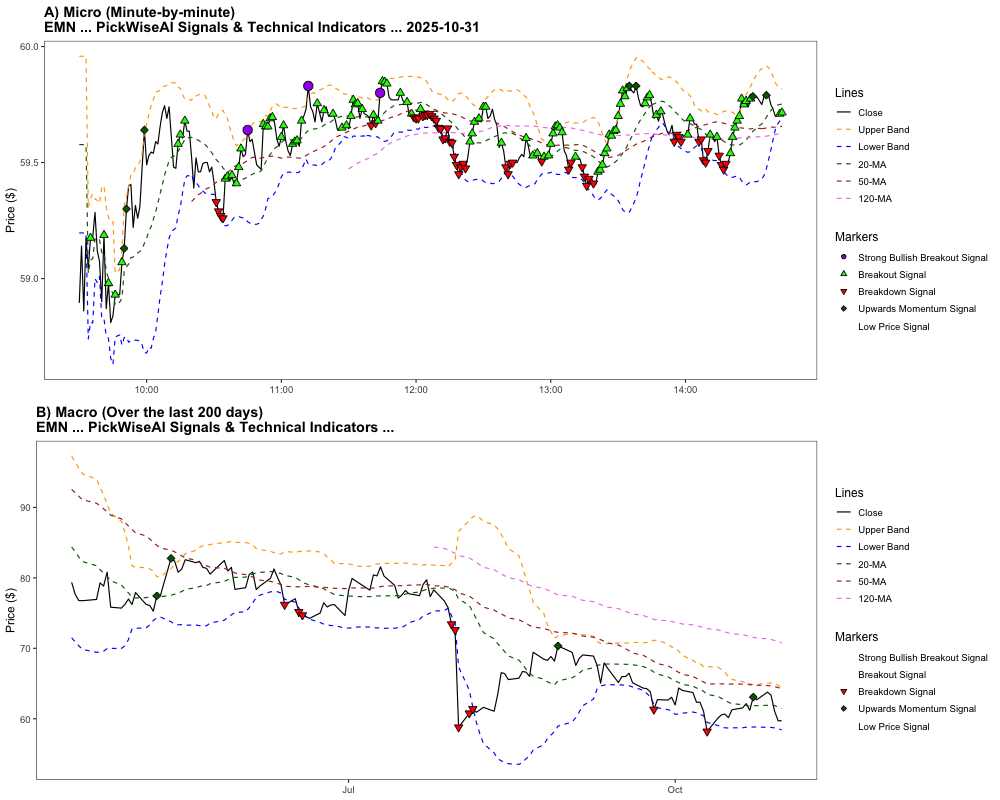 A) Micro (Minute-by-minute)
EMN ... PickWiseAI Signals & Technical Indicators ... 2025-10-31
Price ($)
60.0
59.5
59.0
10:00 11:00 12:00 13:00 14:00
Lines
Close
Upper Band
Lower Band
20-MA
50-MA
120-MA
Markers
Strong Bullish Breakout Signal
Breakout Signal
Breakdown Signal
Upwards Momentum Signal
Low Price Signal
B) Macro (Over the last 200 days)
EMN ... PickWiseAI Signals & Technical Indicators ...
Price ($)
90
80
70
60
Jul Oct
Lines
Close
Upper Band
Lower Band
20-MA
50-MA
120-MA
Markers
Strong Bullish Breakout Signal
Breakout Signal
Breakdown Signal
Upwards Momentum Signal
Low Price Signal